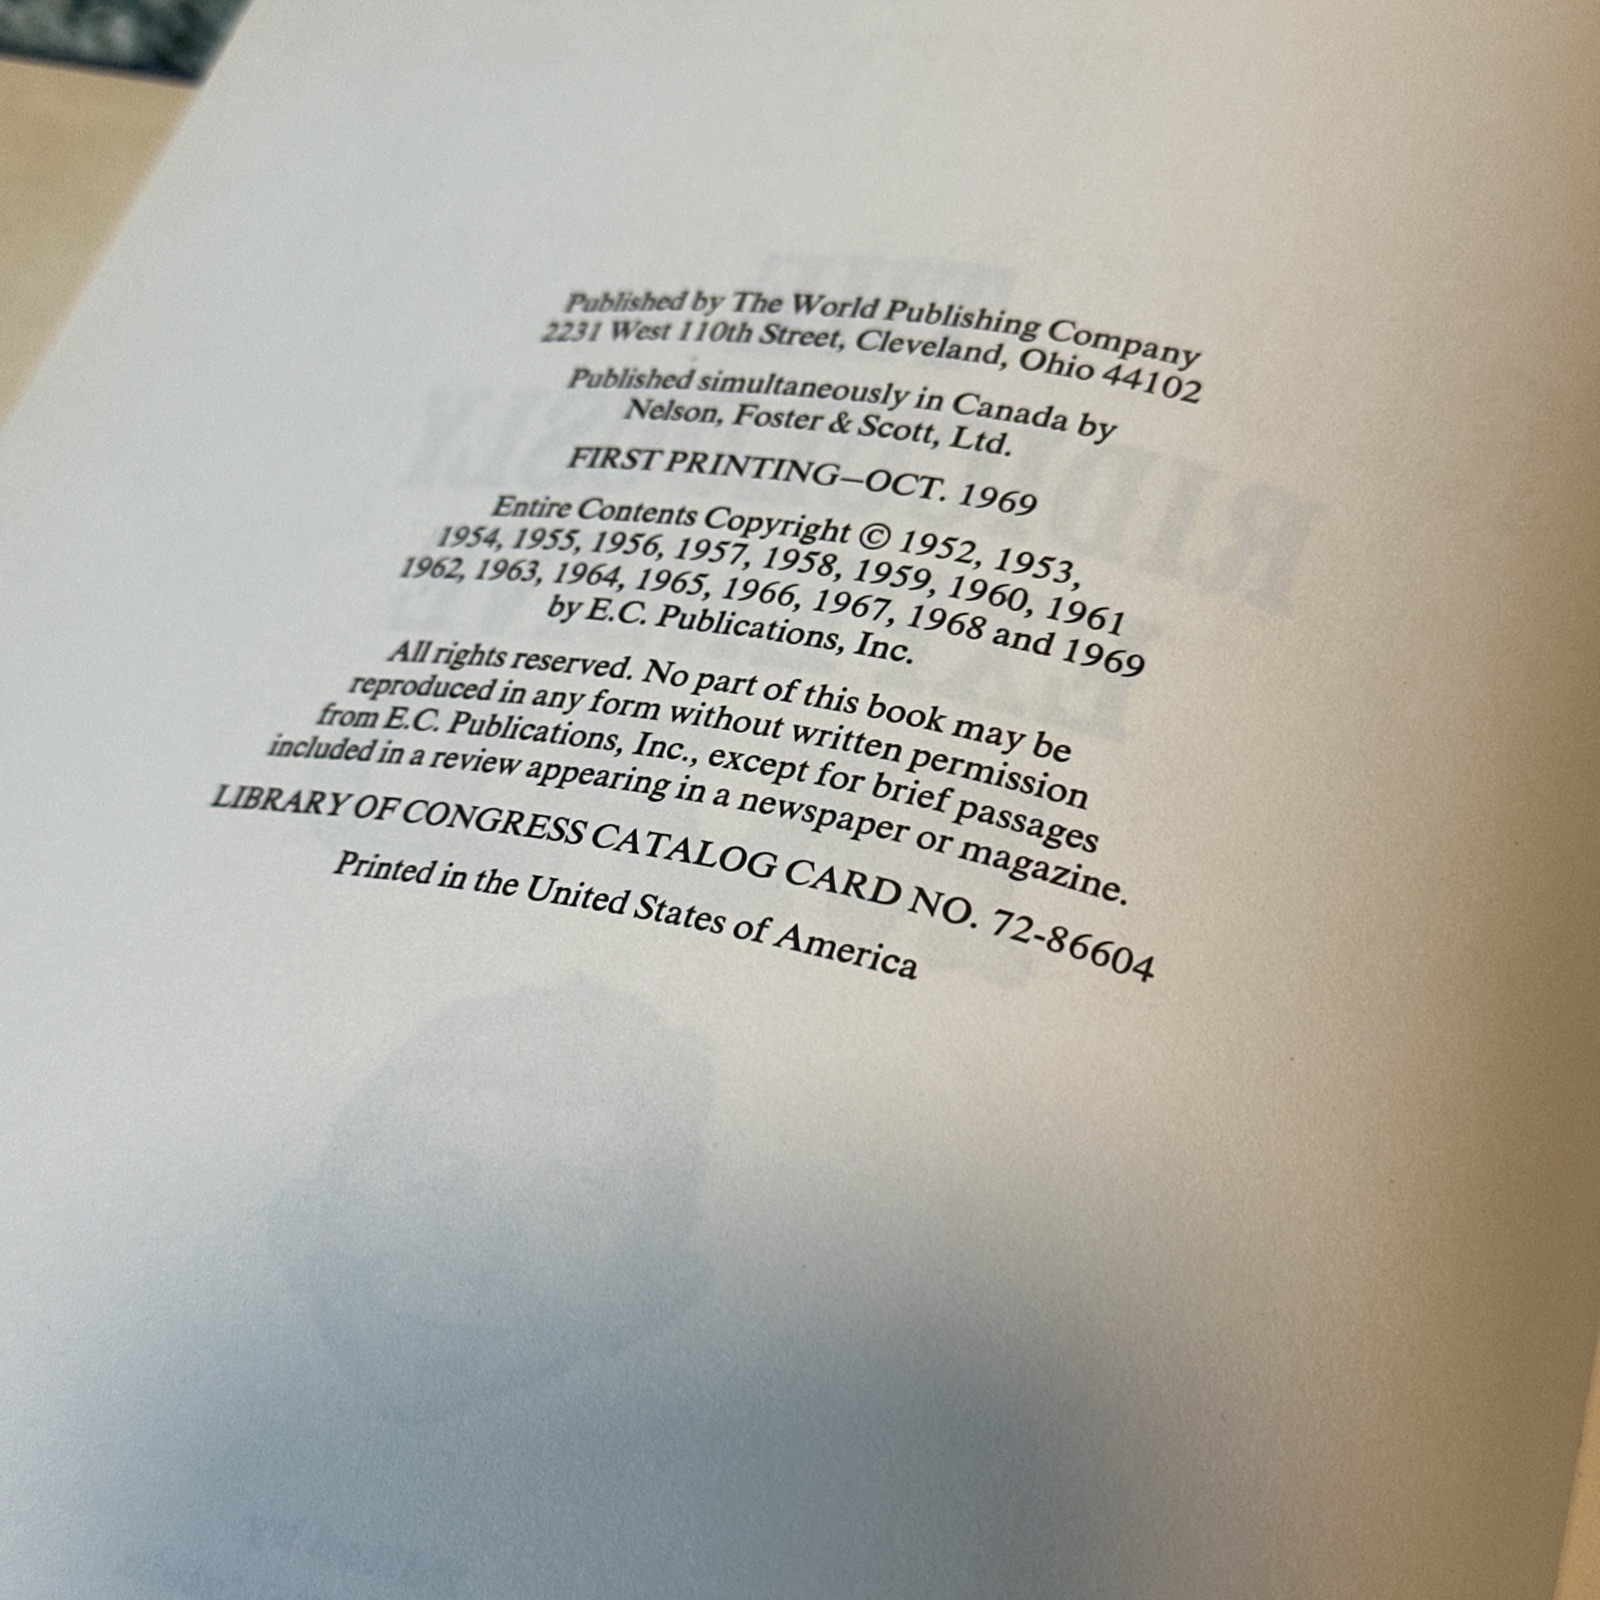 Published by The World Publishing Company
2231 West 110th Street, Cleveland, Ohio 44102
Published simultaneously in Canada by
Nelson, Foster & Scott, Ltd.
FIRST PRINTING—OCT. 1969
Entire Contents Copyright © 1952, 1953,
1954, 1955, 1956, 1957, 1958, 1959, 1960, 1961
1962, 1963, 1964, 1965, 1966, 1967, 1968 and 1969
by E.C. Publications, Inc.
All rights reserved. No part of this book may be
reproduced in any form without written permission
from E.C. Publications, Inc., except for brief passages
included in a review appearing in a newspaper or magazine.
LIBRARY OF CONGRESS CATALOG CARD NO. 72-86604
Printed in the United States of America